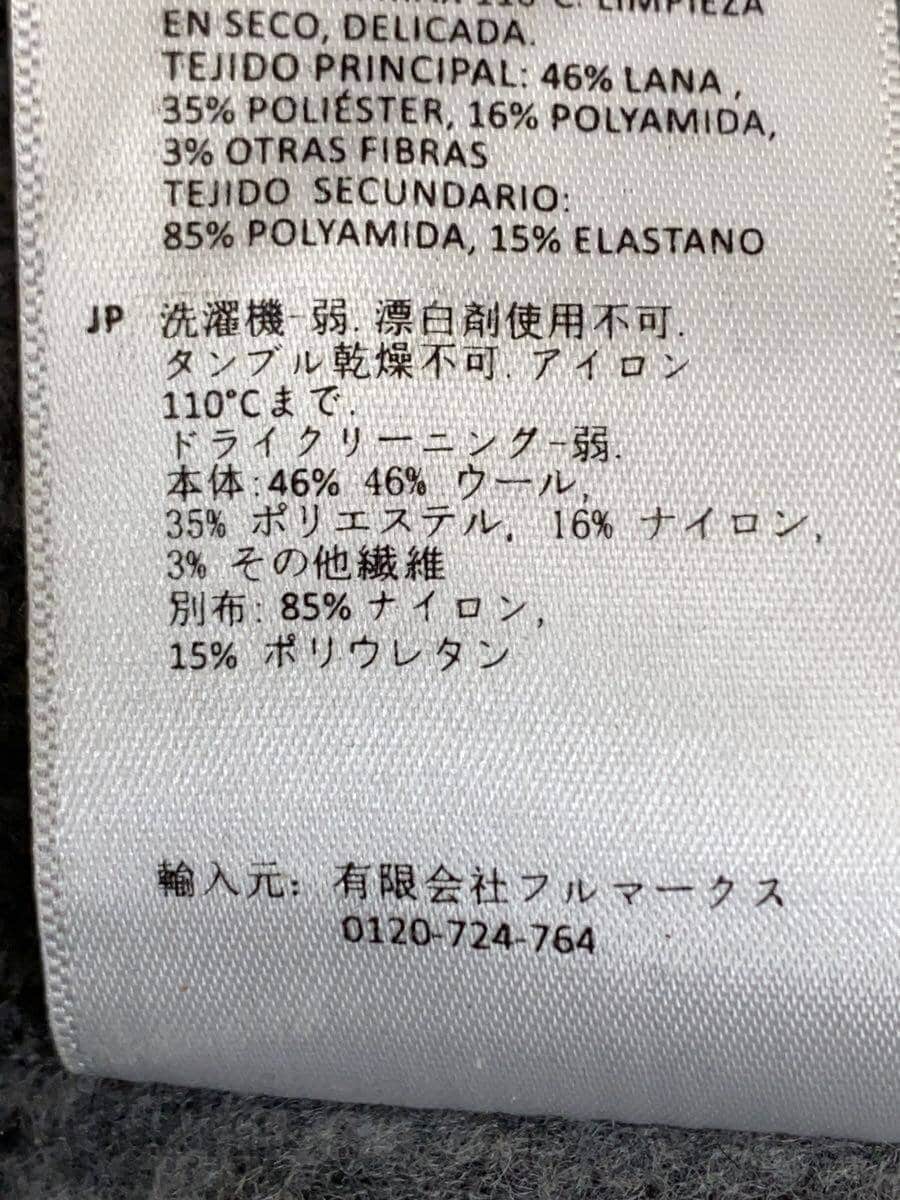 LIMPIEZA
EN SECO, DELICADA.
TEJIDO PRINCIPAL: 46% LANA ,
35% POLIÉSTER, 16% POLYAMIDA,
3% OTRAS FIBRAS
TEJIDO SECUNDARIO:
85% POLYAMIDA, 15% ELASTANO
JP 洗濯機-弱. 漂白剤使用不可.
タンブル乾燥不可. アイロン
110°Cまで.
ドライクリーニング-弱.
本体:46% 46% ウール,
35% ポリエステル, 16% ナイロン,
3% その他繊維
別布: 85% ナイロン,
15% ポリウレタン
輸入元: 有限会社フルマークス
0120-724-764